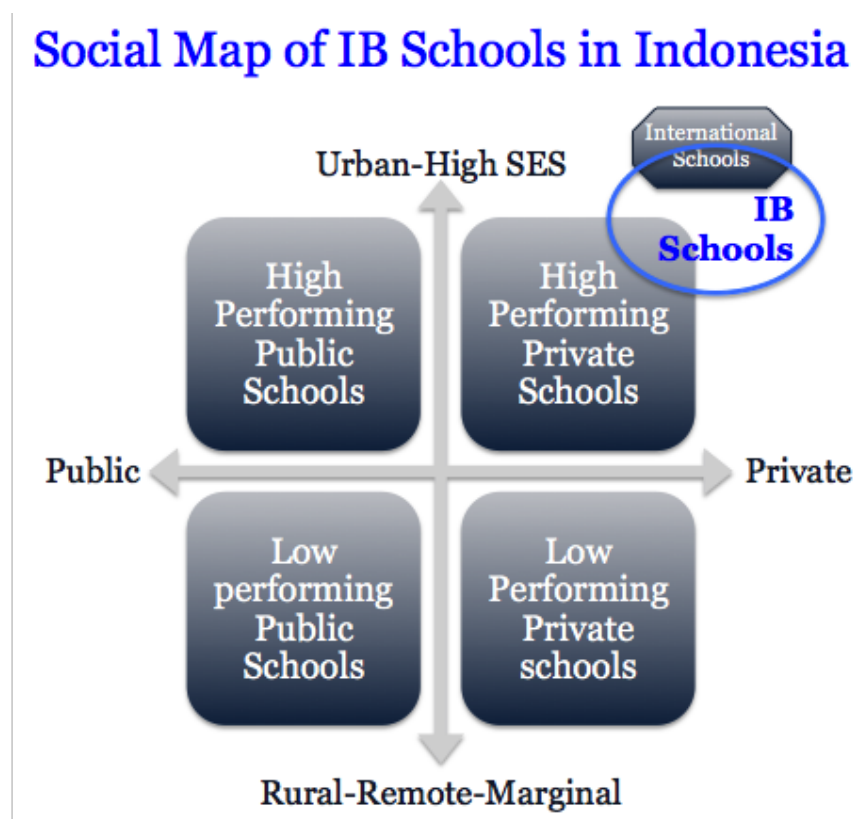 Social Map of IB Schools in Indonesia
International
Schools
Urban-High SES
IB
Schools
High
Performing
Public
Schools
High
Performing
Private
Schools
Public
Private
Low
performing
Public
Schools
Low
Performing
Private
schools
Rural-Remote-Marginal